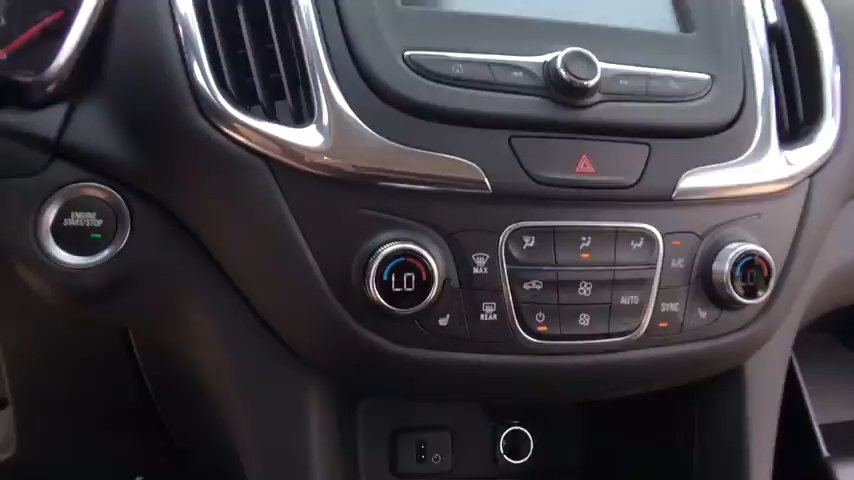 ENGINE
START/STOP
LO
MAX
REAR
A/C
AUTO
SYNC
LO